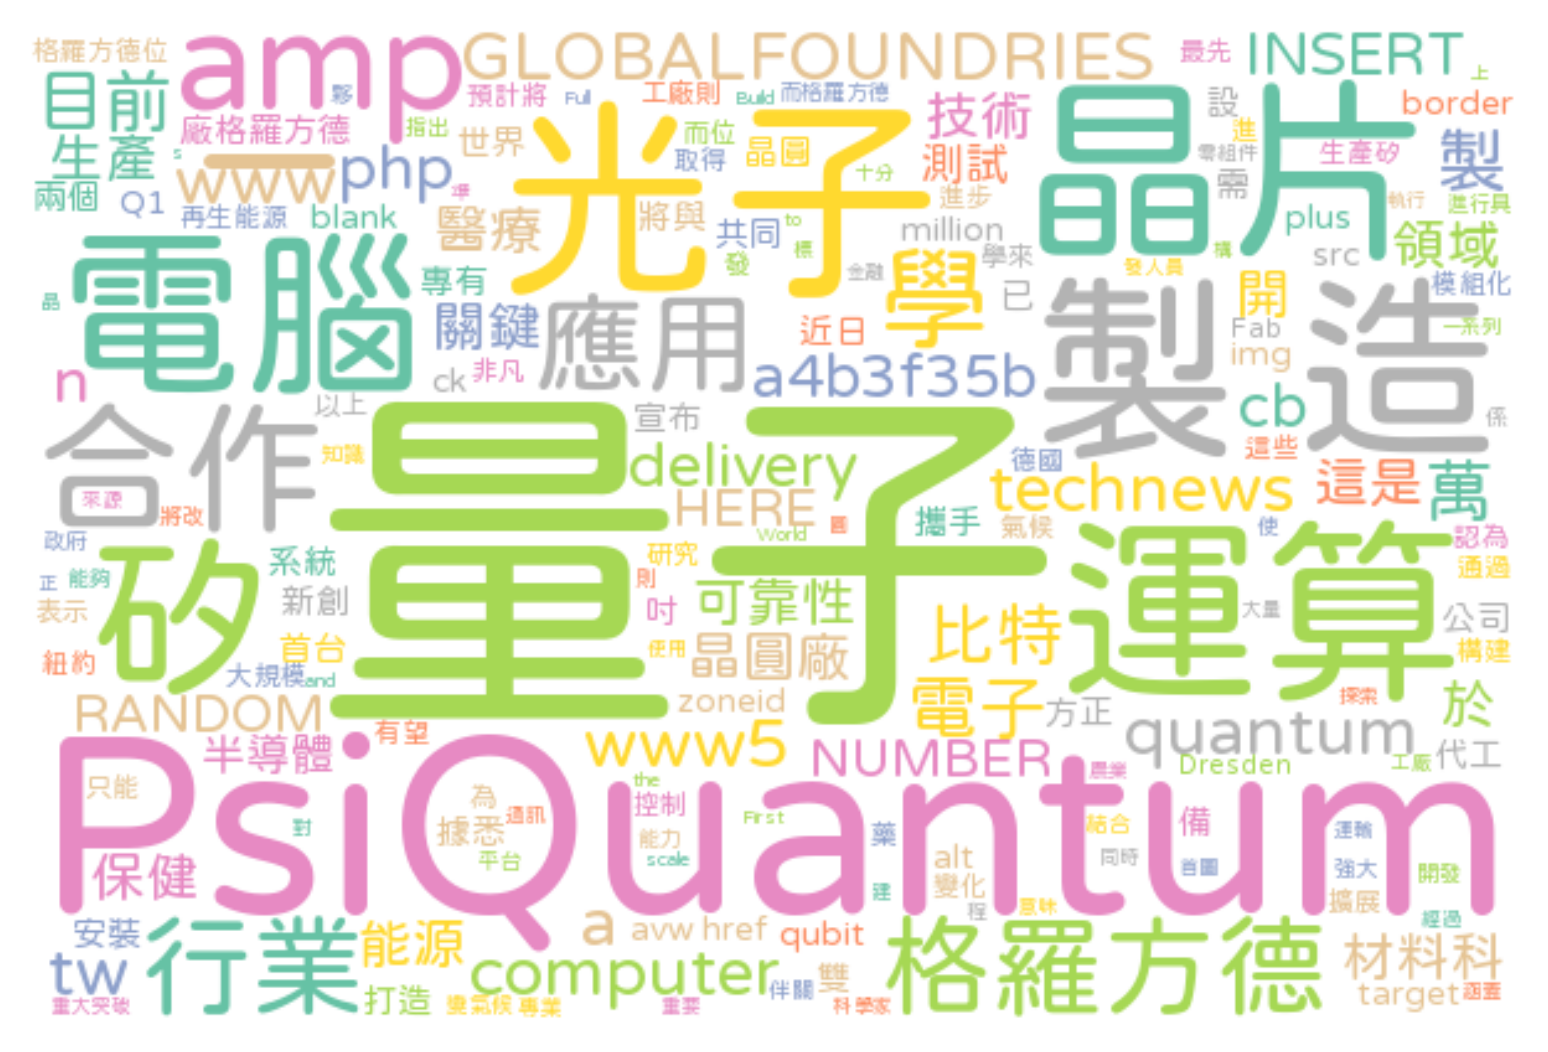 格羅方德位
amp
GLOBALFOUNDRIES
最先
INSERT
上
目前
夥
預計將
Full
工廠則
Build
而格羅方德
技術
設
border
廠格羅方德
指出
世界
光子
而位
晶圓
晶片
進
生產矽
製
生產
一
www
php
取得
十分
測試
零組件
需
兩個
Q1
再生能源
blank
醫療
將與
共同
to
進步
million
plus
執行
進行具
電腦
專有
發
標
金融
學
學來
發人員
構
src
領域
晶
關鍵
應用
近日
已
製造
開
模組化
Fab
一系列
n
ck
非凡
a4b3f35b
img
cb
合作
以上
量子
宣布
係
知識
delivery
德國
這些
來源
將改
HERE
technews
這是
萬
政府
矽
系統
World
攜手
氣候
運算
使
認為
正
能夠
研究
則
通過
表示
新創
吋
可靠性
比特
大量
公司
紐約
首台
使用
晶圓廠
構建
大規模
and
zoneid
電子
方正
探索
於
RANDOM
有望
www5
quantum
半導體
NUMBER
農業
Dresden
工廠
代工
PsiQuantum
只能
為
the
據悉
通訊
控制
First
結合
備
運輸
對
能力
藥
平台
scale
alt
同時
首圖
強大
開發
保健
變化
建
擴展
程
意味
經過
安裝
行業
能源
a
avw
href
qubit
格羅方德
材料科
tw
computer
伴關
雙
target
涵蓋
重大突破
打造
變氣候
專業
重要
科學家